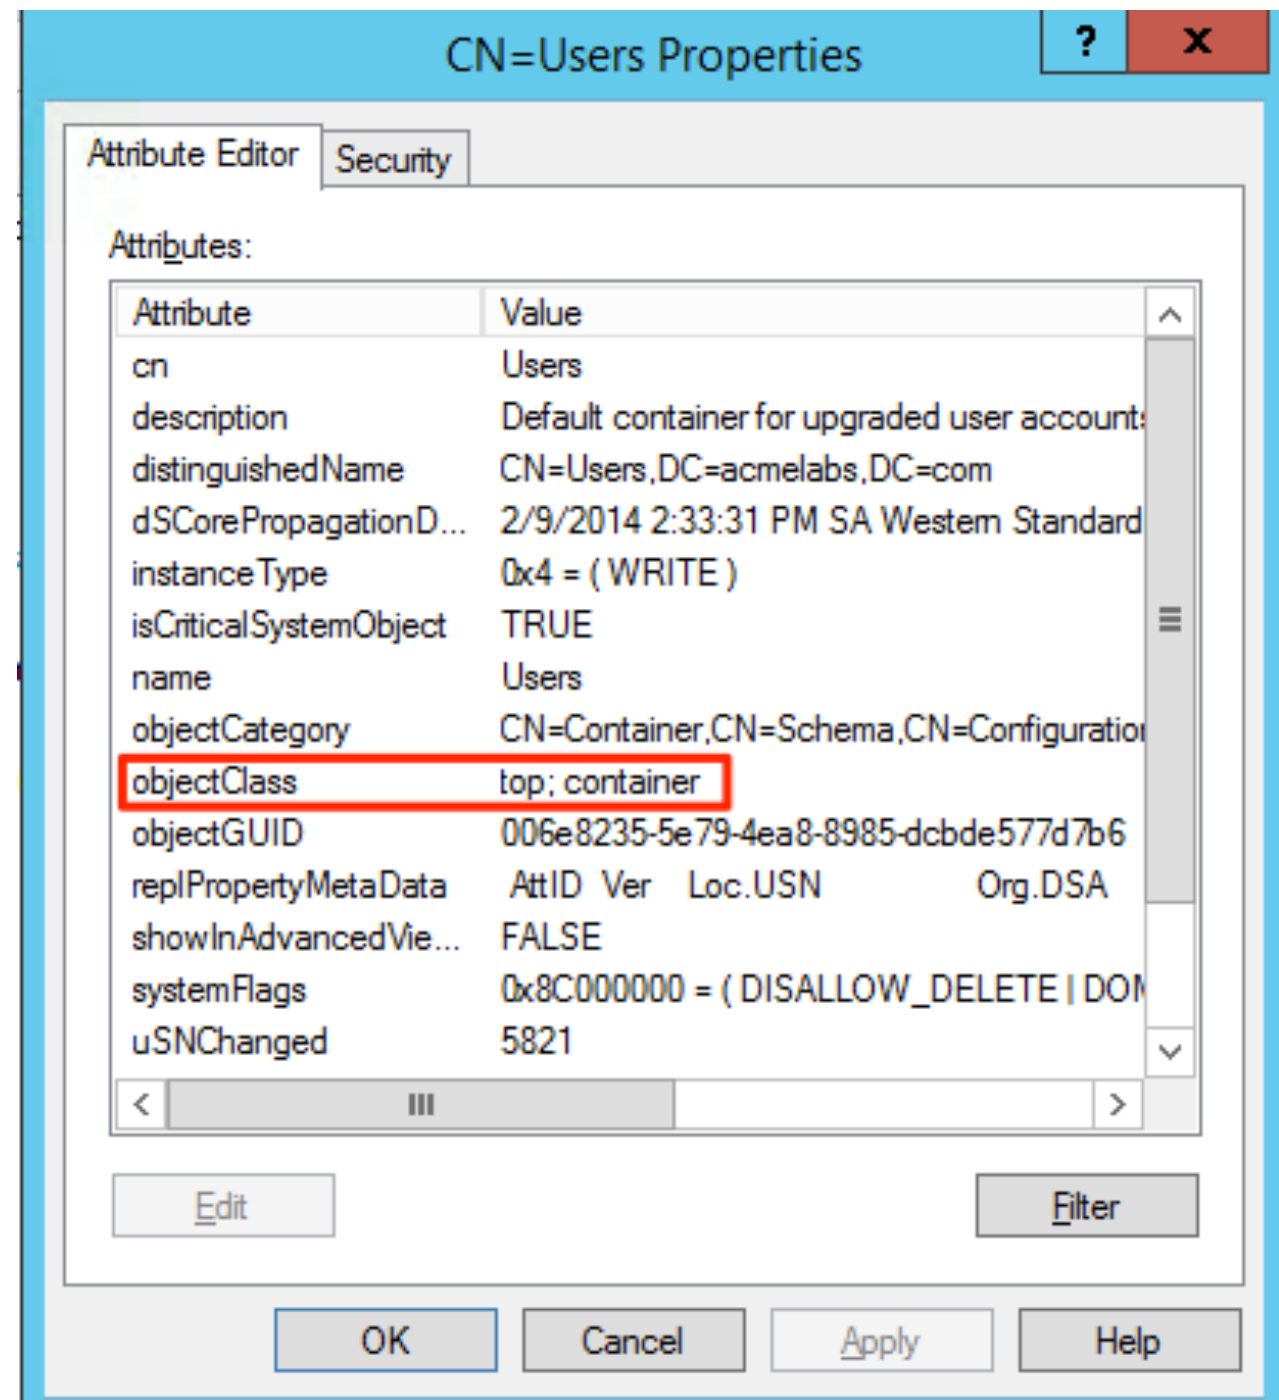 CN=Users Properties
? x
Attribute Editor Security
Attributes:
Attribute Value
cn Users
description Default container for upgraded user accounts
distinguishedName CN=Users,DC=acmelabs,DC=com
dSCorePropagationD... 2/9/2014 2:33:31 PM SA Western Standard
instanceType 0x4 = ( WRITE )
isCriticalSystemObject TRUE
name Users
objectCategory CN=Container,CN=Schema,CN=Configuration
objectClass top; container
objectGUID 006e8235-5e79-4ea8-8985-dcbde577d7b6
replPropertyMetaData AttID Ver Loc.USN Org.DSA
showInAdvancedVie... FALSE
systemFlags 0x8C000000 = ( DISALLOW_DELETE | DOM
uSNChanged 5821
Edit Filter
OK Cancel Apply Help